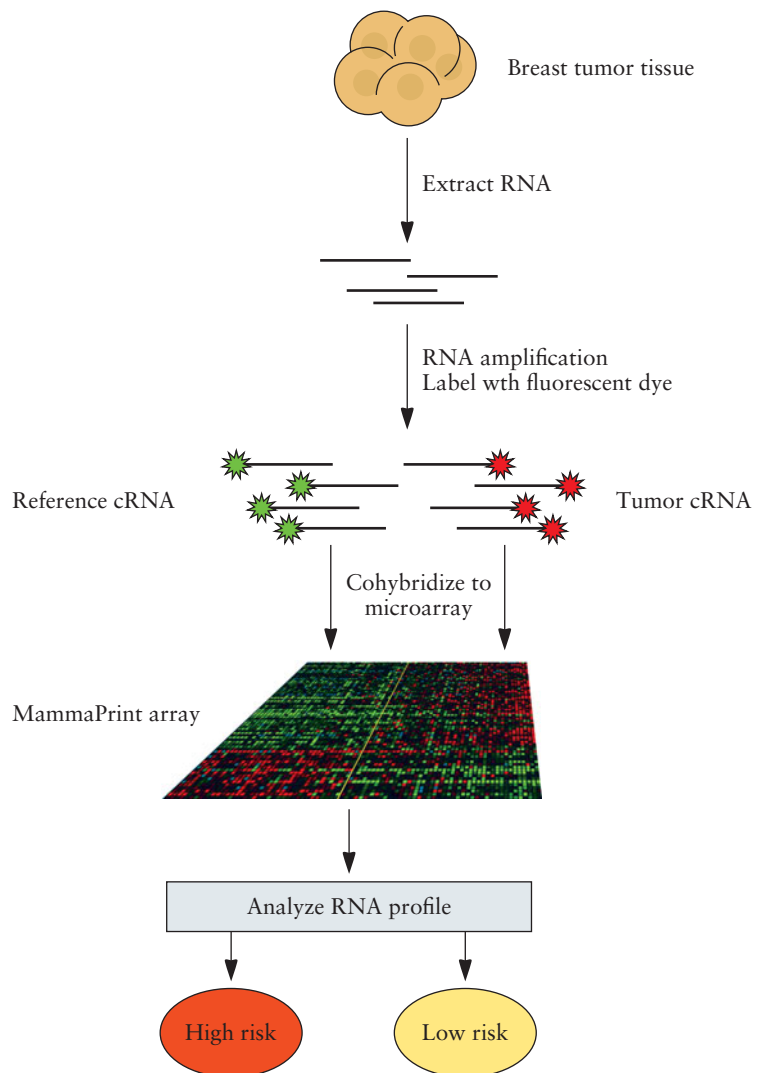 Breast tumor tissue
Extract RNA
RNA amplification
Label wth fluorescent dye
Reference cRNA
Tumor cRNA
Cohybridize to
microarray
MammaPrint array
Analyze RNA profile
High risk
Low risk